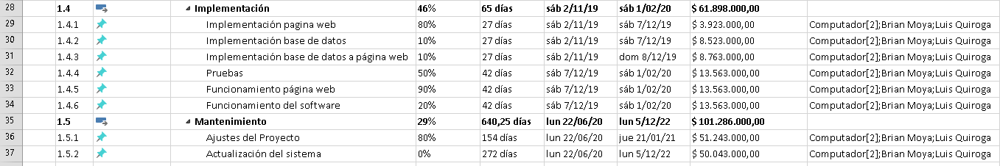 28 1.4 Implementación 46% 65 días sáb 2/11/19 sáb 1/02/20 $ 61.898.000,00
29 1.4.1 Implementación pagina web 80% 27 días sáb 2/11/19 sáb 7/12/19 $ 3.923.000,00 Computador[2];Brian Moya;Luis Quiroga
30 1.4.2 Implementación base de datos 10% 27 días sáb 2/11/19 sáb 7/12/19 $ 8.523.000,00 Computador[2];Brian Moya;Luis Quiroga
31 1.4.3 Implementación base de datos a página web 10% 27 días sáb 2/11/19 dom 8/12/19 $ 8.763.000,00 Computador[2];Brian Moya;Luis Quiroga
32 1.4.4 Pruebas 50% 42 días sáb 7/12/19 sáb 1/02/20 $ 13.563.000,00 Computador[2];Brian Moya;Luis Quiroga
33 1.4.5 Funcionamiento página web 90% 42 días sáb 7/12/19 sáb 1/02/20 $ 13.563.000,00 Computador[2];Brian Moya;Luis Quiroga
34 1.4.6 Funcionamiento del software 20% 42 días sáb 7/12/19 sáb 1/02/20 $ 13.563.000,00 Computador[2];Brian Moya;Luis Quiroga
35 1.5 Mantenimiento 29% 640,25 días lun 22/06/20 lun 5/12/22 $ 101.286.000,00
36 1.5.1 Ajustes del Proyecto 80% 154 días lun 22/06/20 jue 21/01/21 $ 51.243.000,00 Computador[2];Brian Moya;Luis Quiroga
37 1.5.2 Actualización del sistema 0% 272 días lun 22/06/20 lun 5/12/22 $ 50.043.000,00 Computador[2];Brian Moya;Luis Quiroga